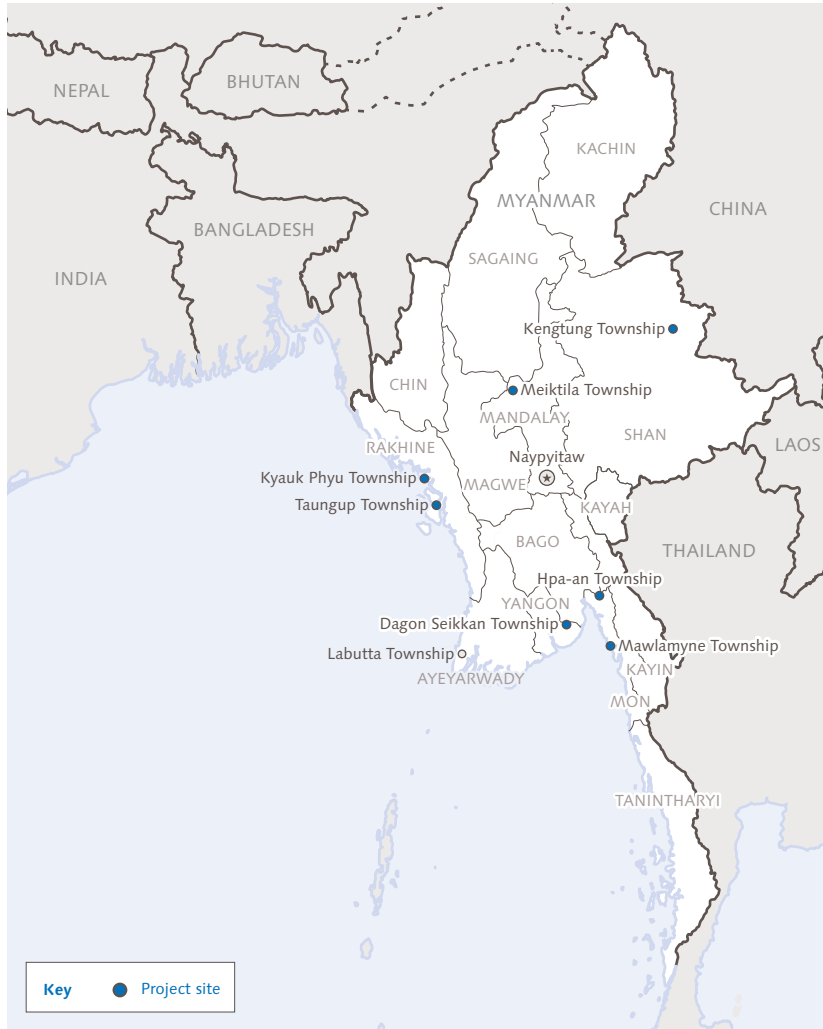 BHUTAN
NEPAL
KACHIN
MYANMAR
CHINA
BANGLADESH
SAGAING
INDIA
Kengtung Township
CHIN
Meiktila Township
MANDALAY
SHAN
RAKHINE
LAOS
Naypyitaw
Kyauk Phyu Township
MAGWE
Taungup Township
KAYAH
BAGO
THAILAND
Hpa-an Township
YANGON
Dagon Seikkan Township
Mawlamyne Township
Labutta Township
KAYIN
AYEYARWADY
MON
TANINTHARYI
Key
Project site